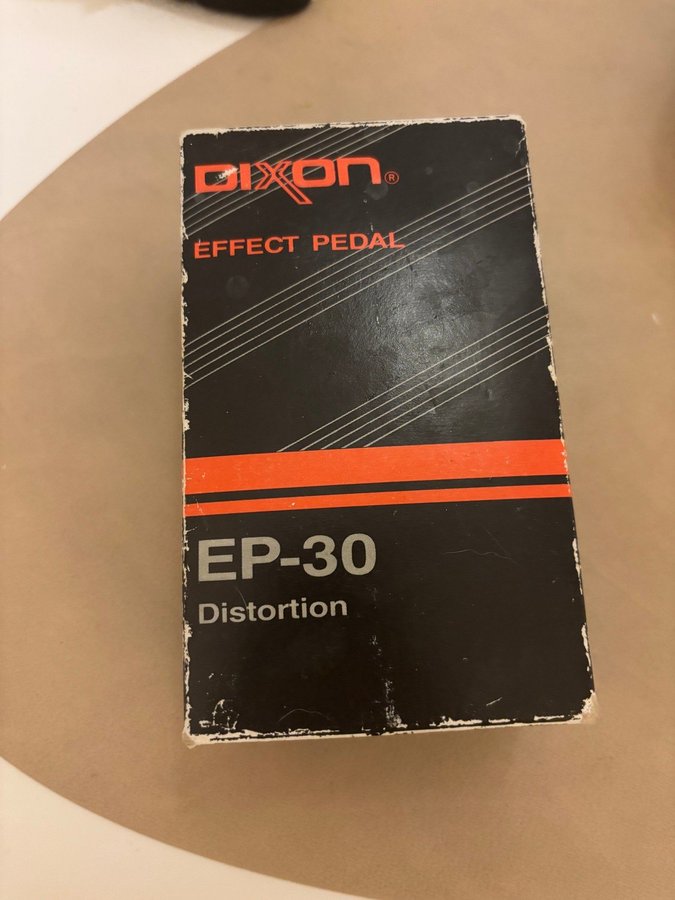 DIXON®
EFFECT PEDAL
EP-30
Distortion